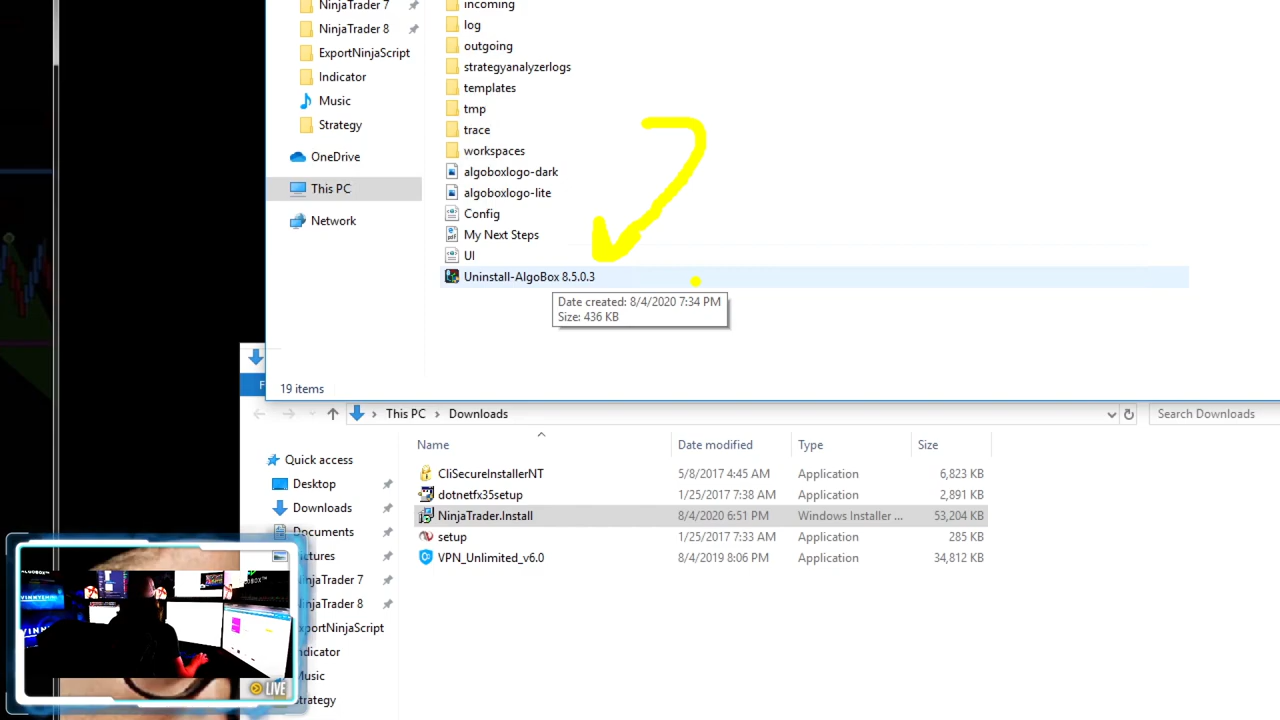 NinjaTrader 7
NinjaTrader 8
ExportNinjaScript
Indicator
Music
Strategy
OneDrive
This PC
Network
incoming
log
outgoing
strategyanalyzerlogs
templates
tmp
trace
workspaces
algoboxlogo-dark
algoboxlogo-lite
Config
My Next Steps
UI
Uninstall-AlgoBox 8.5.0.3
Date created: 8/4/2020 7:34 PM
Size: 436 KB
19 items
This PC Downloads
Search Downloads
Quick access
Desktop
Downloads
Documents
ictures
NinjaTrader 7
NinjaTrader 8
ExportNinjaScript
Indicator
Music
Strategy
Name Date modified Type Size
CliSecureInstallerNT 5/8/2017 4:45 AM Application 6,823 KB
dotnetfx35setup 1/25/2017 7:38 AM Application 2,891 KB
NinjaTrader.Install 8/4/2020 6:51 PM Windows Installer ... 53,204 KB
setup 1/25/2017 7:33 AM Application 285 KB
VPN_Unlimited_v6.0 8/4/2019 8:06 PM Application 34,812 KB
LIVE